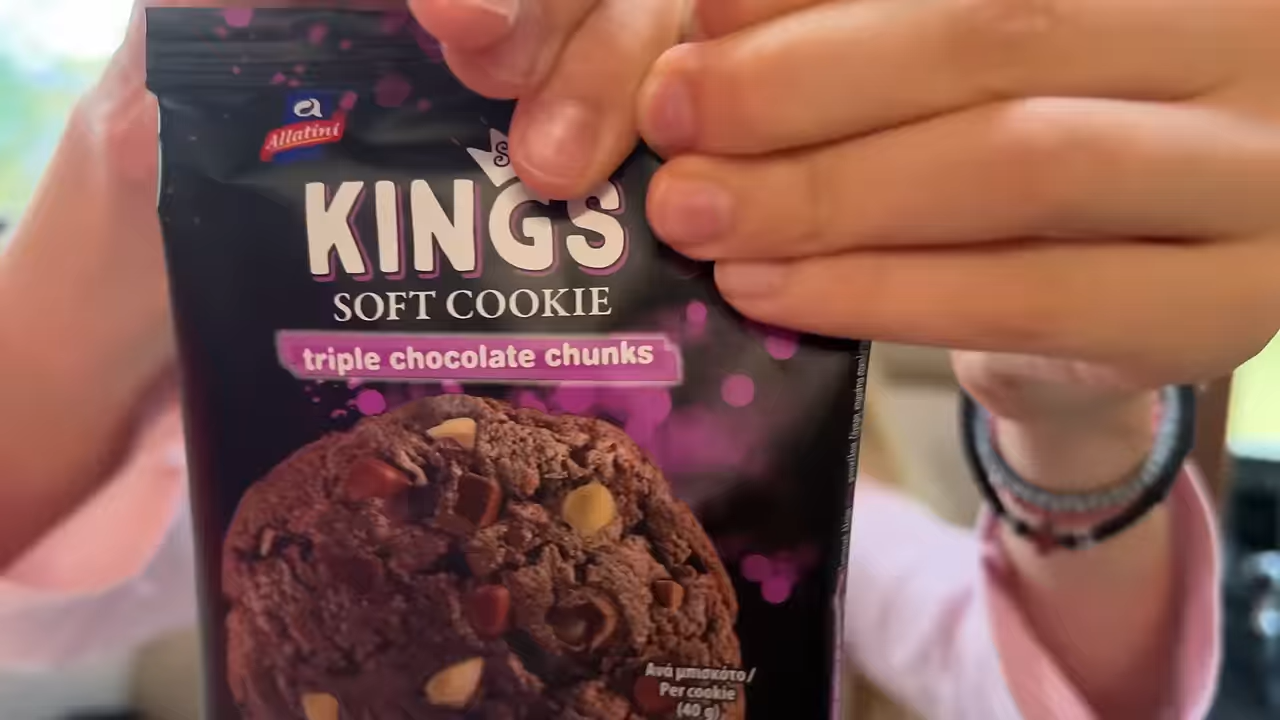 a
Allatini
KINGS
SOFT COOKIE
triple chocolate chunks
Ανά μπισκότο /
Per cookie
(40 g)